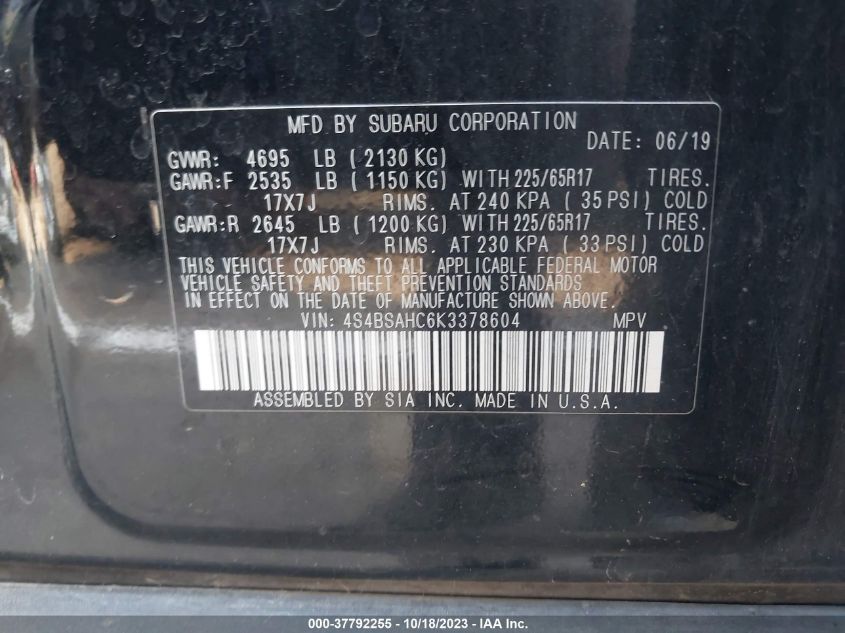 MFD BY SUBARU CORPORATION
DATE: 06/19
GVWR: 4695 LB ( 2130 KG)
GAWR:F 2535 LB ( 1150 KG) WITH 225/65R17 TIRES.
17X7J RIMS. AT 240 KPA ( 35 PSI) COLD
GAWR:R 2645 LB ( 1200 KG) WITH 225/65R17 TIRES.
17X7J RIMS. AT 230 KPA ( 33 PSI) COLD
THIS VEHICLE CONFORMS TO ALL APPLICABLE FEDERAL MOTOR
VEHICLE SAFETY AND THEFT PREVENTION STANDARDS
IN EFFECT ON THE DATE OF MANUFACTURE SHOWN ABOVE.
VIN: 4S4BSAHC6K3378604 MPV
ASSEMBLED BY SIA INC. MADE IN U.S.A.
000-37792255 - 10/18/2023 - IAA Inc.